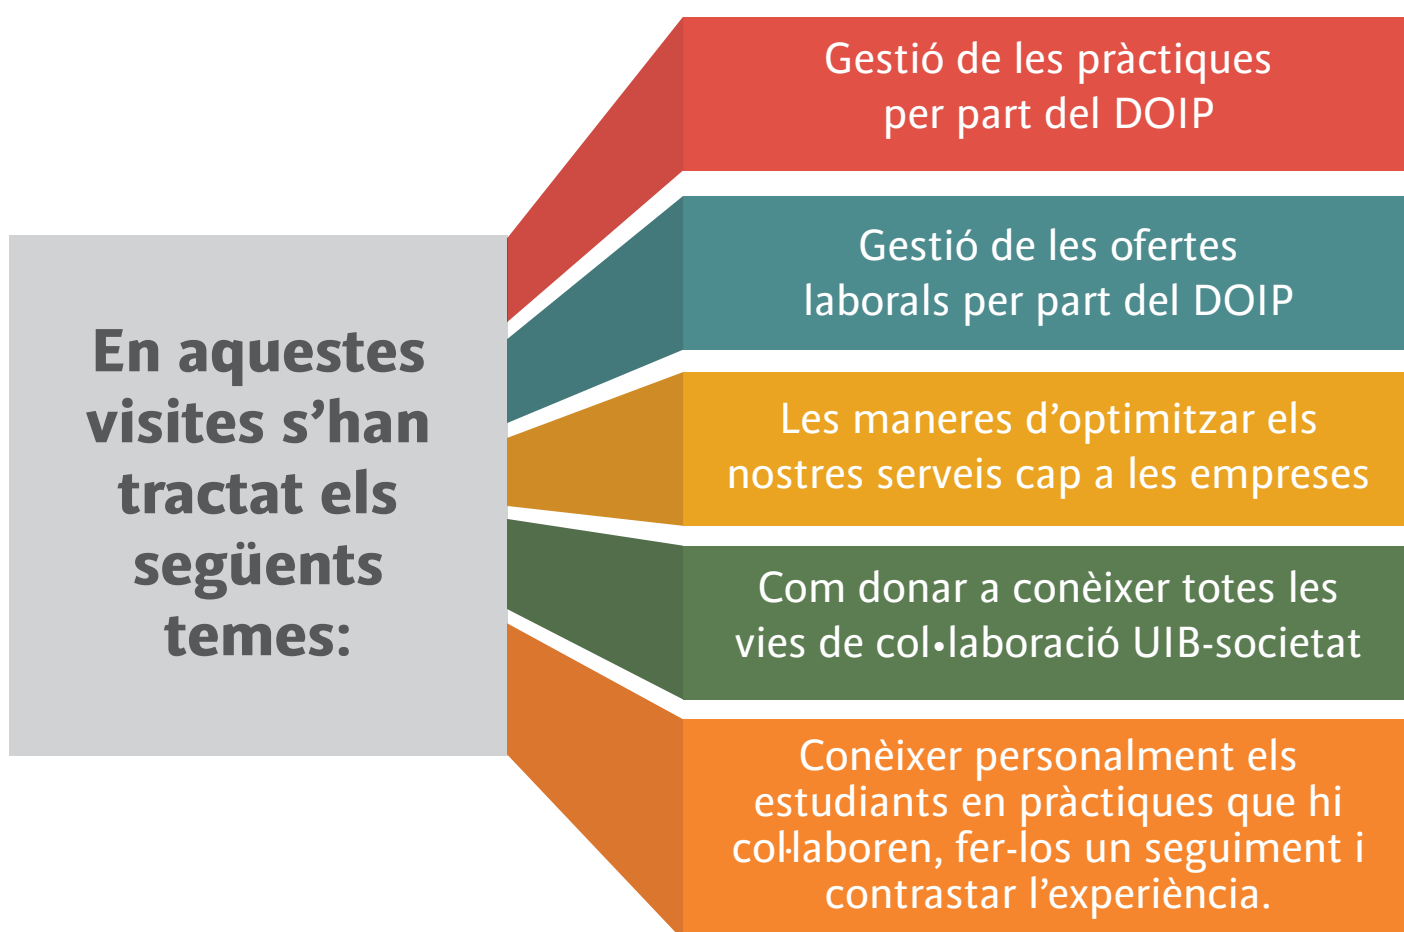 En aquestes
visites s’han
tractat els
següents
temes:
Gestió de les pràctiques
per part del DOIP
Gestió de les ofertes
laborals per part del DOIP
Les maneres d’optimitzar els
nostres serveis cap a les empreses
Com donar a conèixer totes les
vies de col•laboració UIB-societat
Conèixer personalment els
estudiants en pràctiques que hi
col·laboren, fer-los un seguiment i
contrastar l’experiència.